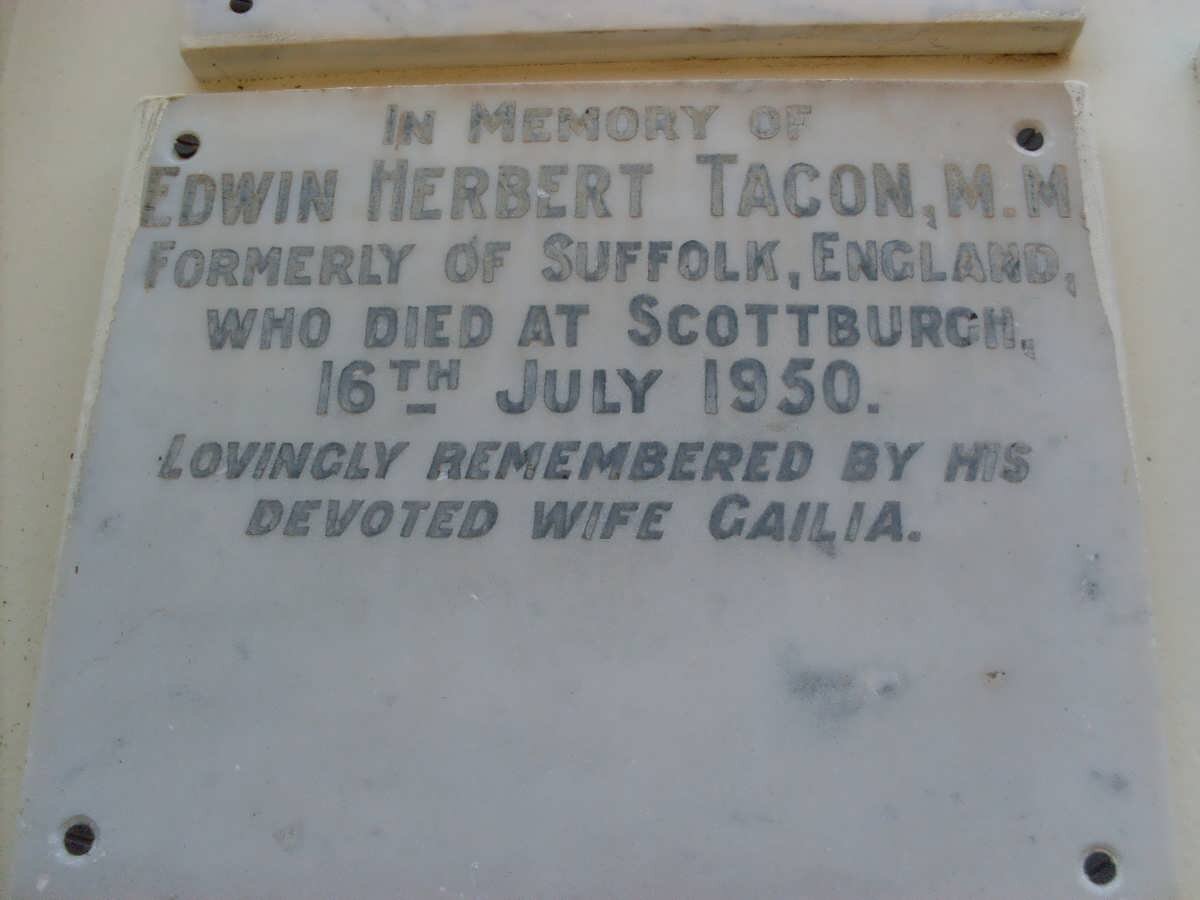 In Memory of
Edwin Herbert Tacon, M.M
Formerly of Suffolk, England,
who died at Scottburgh,
16TH July 1950.
Lovingly remembered by his
devoted wife Gailia.